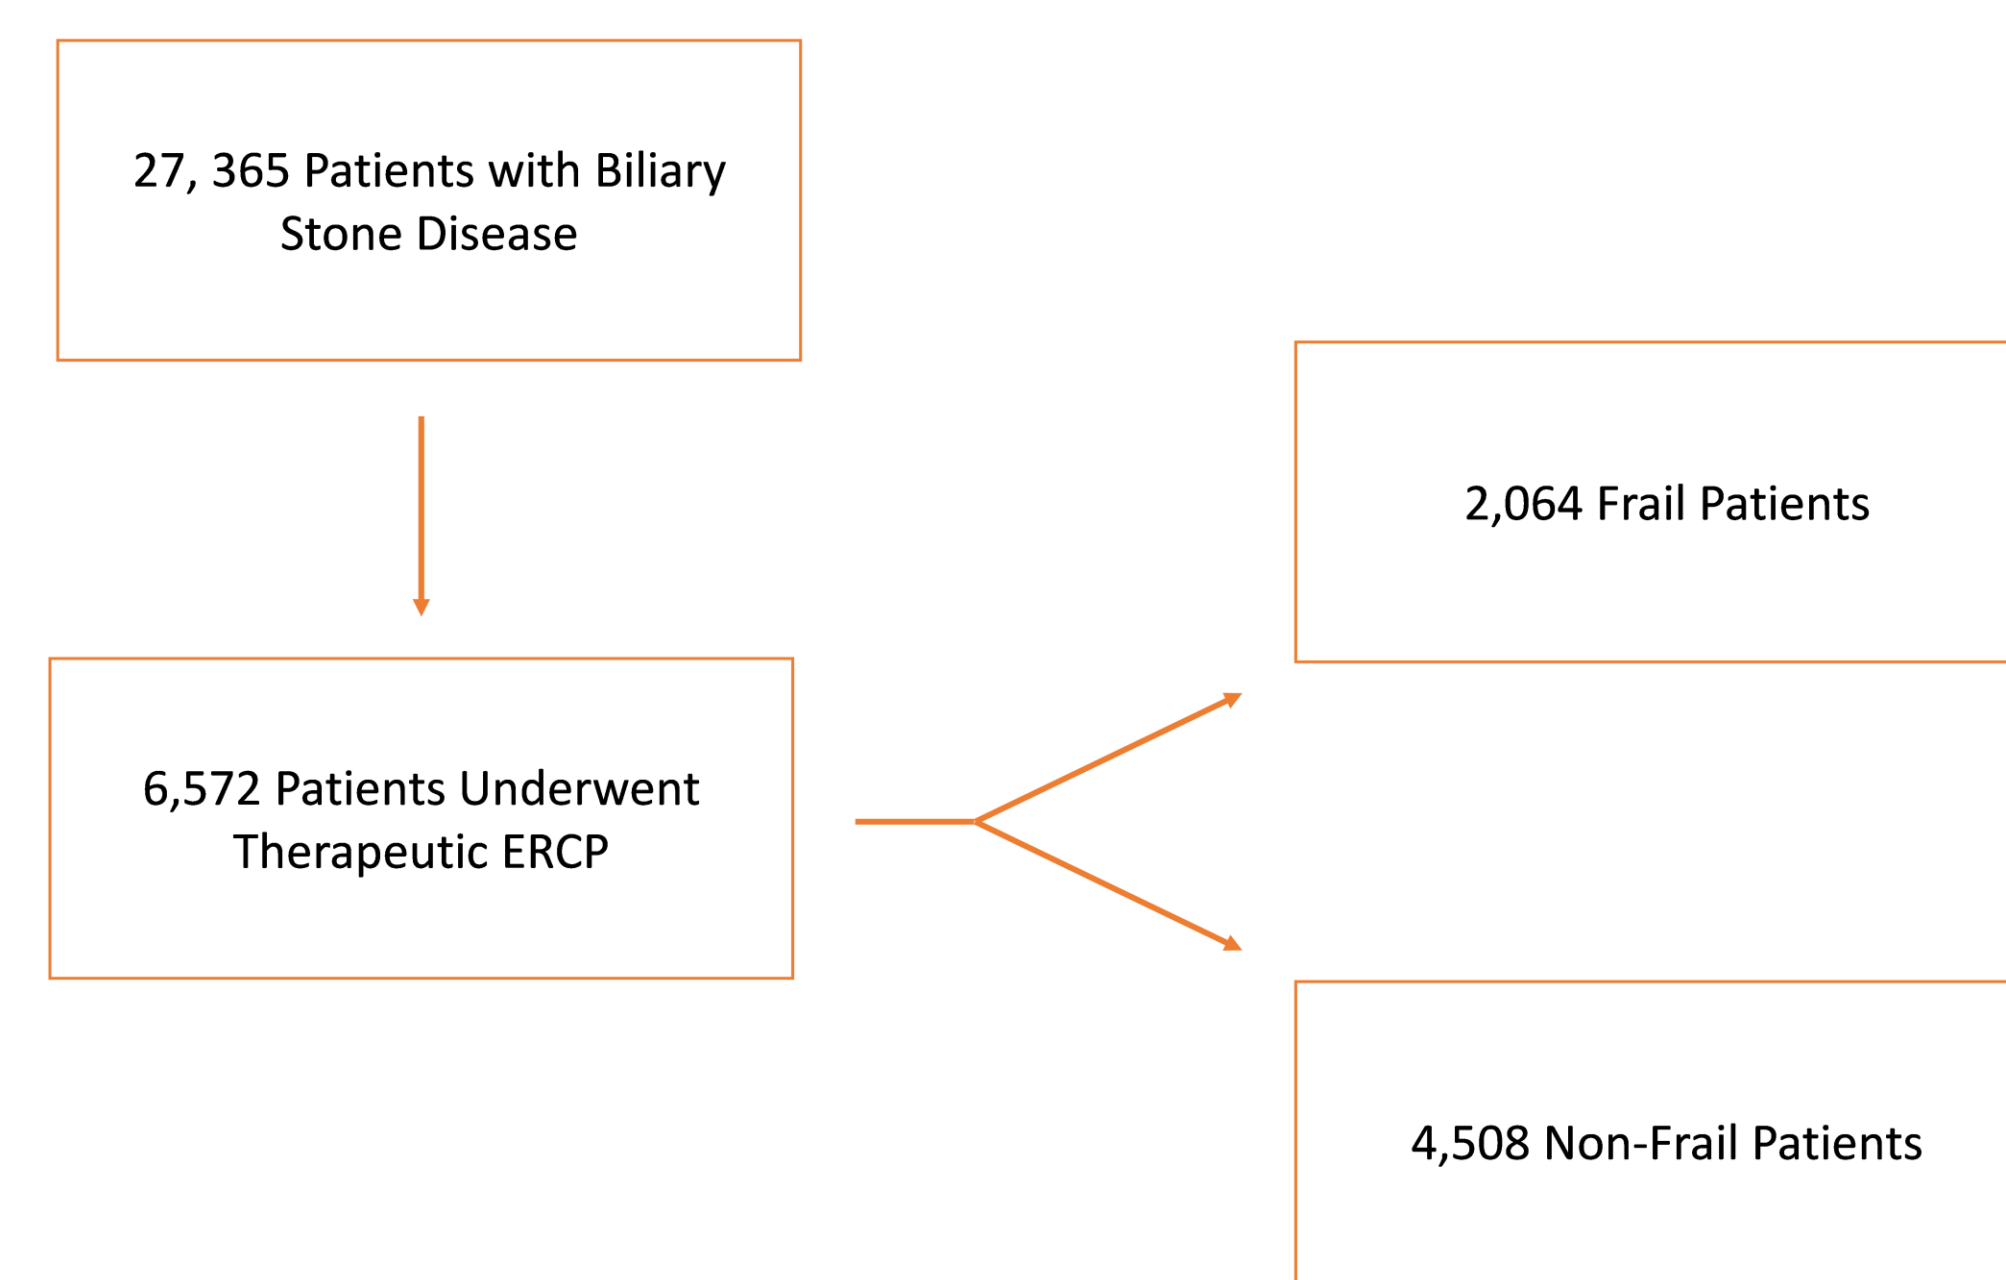 27, 365 Patients with Biliary
Stone Disease
6,572 Patients Underwent
Therapeutic ERCP
2,064 Frail Patients
4,508 Non-Frail Patients